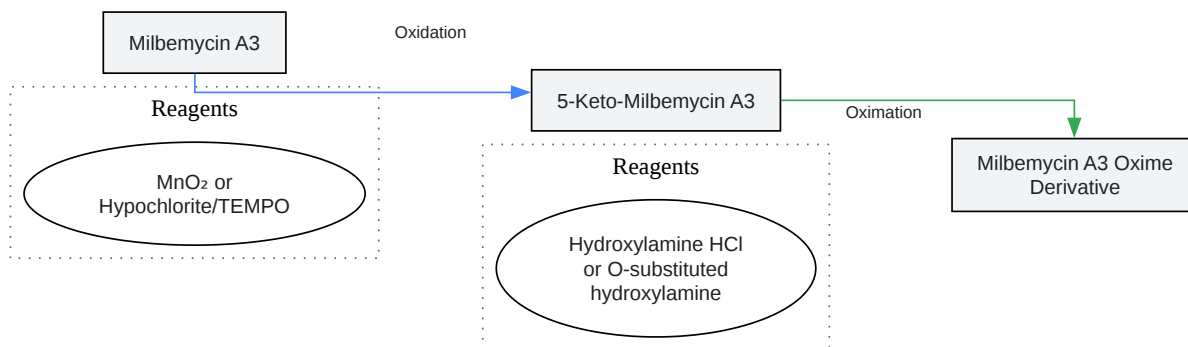 Milbemycin A3
Oxidation
Reagents
MnO₂ or
Hypochlorite/TEMPO
5-Keto-Milbemycin A3
Oximation
Reagents
Hydroxylamine HCl
or O-substituted
hydroxylamine
Milbemycin A3 Oxime
Derivative